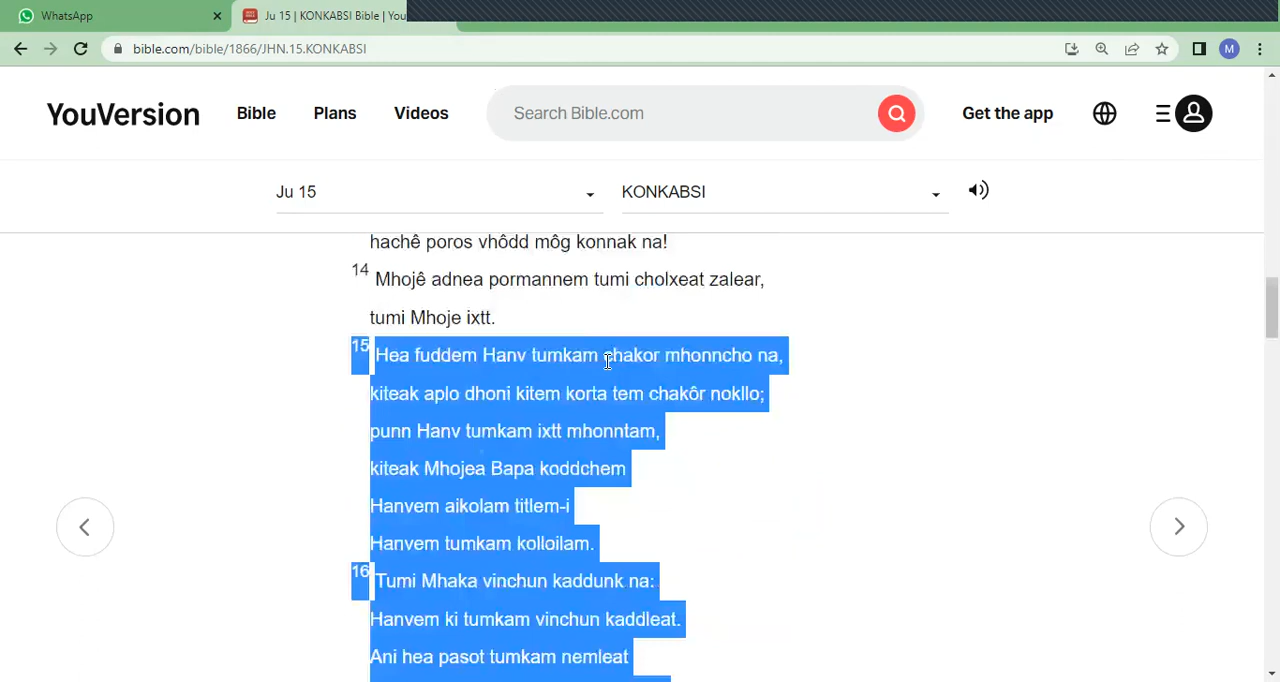 WhatsApp
Ju 15 | KONKABSI Bible | You
bible.com/bible/1866/JHN.15.KONKABSI
M
YouVersion
Bible
Plans
Videos
Search Bible.com
Get the app
Ju 15
KONKABSI
hachê poros vhôdd môg konnak na!
14 Mhojê adnea pormannem tumi cholxeat zalear,
tumi Mhoje ixtt.
15 Hea fuddem Hanv tumkam chakor mhonncho na,
kiteak aplo dhoni kitem korta tem chakôr nokllo;
punn Hanv tumkam ixtt mhonntam,
kiteak Mhojea Bapa koddchem
Hanvem aikolam titlem-i
Hanvem tumkam kolloilam.
16 Tumi Mhaka vinchun kaddunk na:
Hanvem ki tumkam vinchun kaddleat.
Ani hea pasot tumkam nemleat